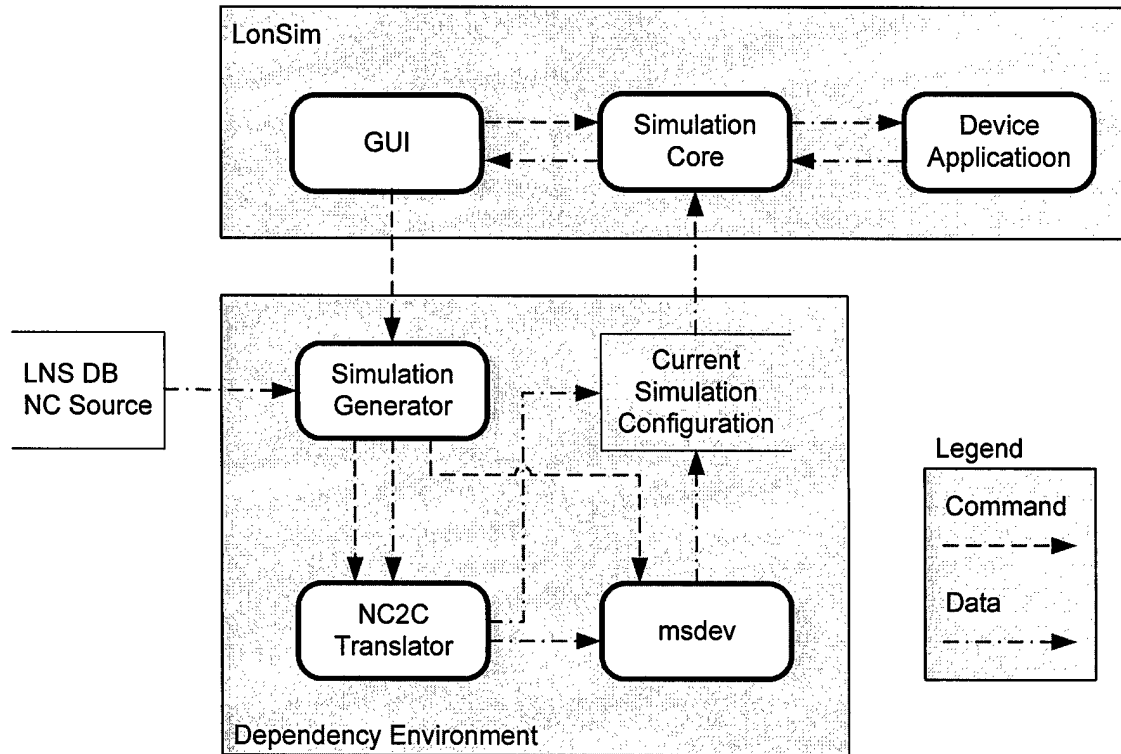 LonSim
GUI
Simulation
Core
Device
Applicatioon
LNS DB
NC Source
Simulation
Generator
Current
Simulation
Configuration
NC2C
Translator
msdev
Dependency Environment
Legend
Command
Data